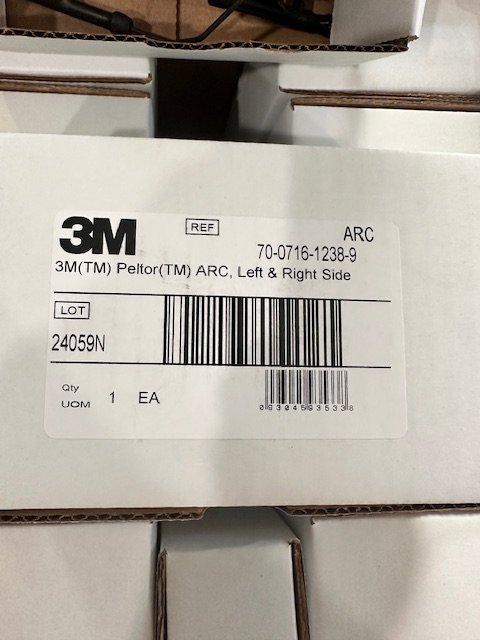 3M
REF
ARC
70-0716-1238-9
3M(TM) Peltor(TM) ARC, Left & Right Side
LOT
24059N
Qty
UOM
1 EA
093045935338